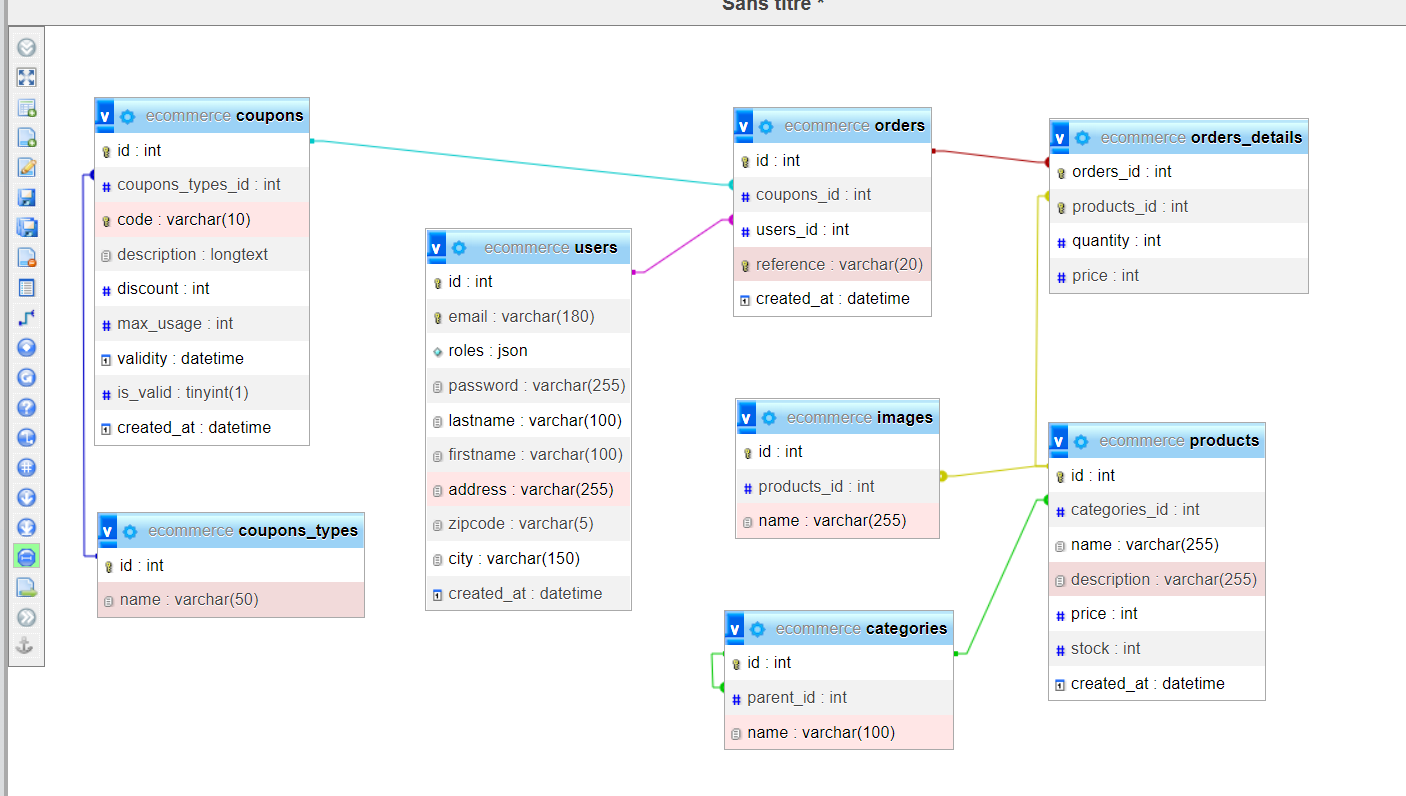 Sans titre *
ecommerce coupons
id : int
coupons_types_id : int
code : varchar(10)
description : longtext
discount : int
max_usage : int
validity : datetime
is_valid : tinyint(1)
created_at : datetime
ecommerce coupons_types
id : int
name : varchar(50)
ecommerce users
id : int
email : varchar(180)
roles : json
password : varchar(255)
lastname : varchar(100)
firstname : varchar(100)
address : varchar(255)
zipcode : varchar(5)
city : varchar(150)
created_at : datetime
ecommerce orders
id : int
coupons_id : int
users_id : int
reference : varchar(20)
created_at : datetime
ecommerce images
id : int
products_id : int
name : varchar(255)
ecommerce categories
id : int
parent_id : int
name : varchar(100)
ecommerce orders_details
orders_id : int
products_id : int
quantity : int
price : int
ecommerce products
id : int
categories_id : int
name : varchar(255)
description : varchar(255)
price : int
stock : int
created_at : datetime